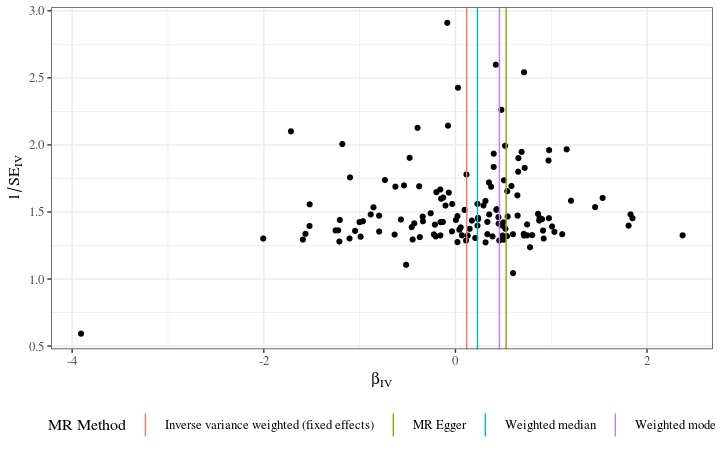 3.0
2.5
2.0
1.5
1.0
0.5
1/SE_IV
-4
-2
0
2
β_IV
MR Method
Inverse variance weighted (fixed effects)
MR Egger
Weighted median
Weighted mode